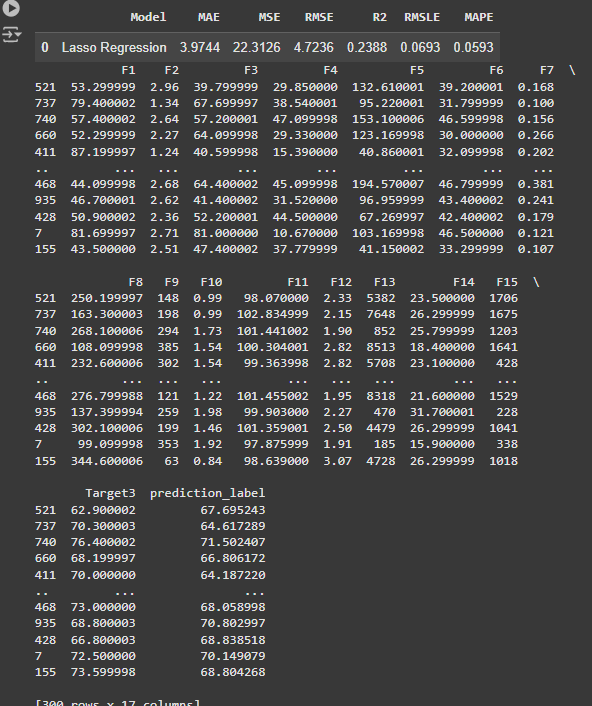 Model MAE MSE RMSE R2 RMSLE MAPE
0 Lasso Regression 3.9744 22.3126 4.7236 0.2388 0.0693 0.0593
F1 F2 F3 F4 F5 F6 F7 \
521 53.299999 2.96 39.799999 29.850000 132.610001 39.200001 0.168
737 79.400002 1.34 67.699997 38.540001 95.220001 31.799999 0.100
740 57.400002 2.64 57.200001 47.099998 153.100006 46.599998 0.156
660 52.299999 2.27 64.099998 29.330000 123.169998 30.000000 0.266
411 87.199997 1.24 40.599998 15.390000 40.860001 32.099998 0.202
.. ... ... ... ... ... ... ...
468 44.099998 2.68 64.400002 45.099998 194.570007 46.799999 0.381
935 46.700001 2.62 41.400002 31.520000 96.959999 43.400002 0.241
428 50.900002 2.36 52.200001 44.500000 67.269997 42.400002 0.179
7 81.699997 2.71 81.000000 10.670000 103.169998 46.500000 0.121
155 43.500000 2.51 47.400002 37.779999 41.150002 33.299999 0.107
F8 F9 F10 F11 F12 F13 F14 F15 \
521 250.199997 148 0.99 98.070000 2.33 5382 23.500000 1706
737 163.300003 198 0.99 102.834999 2.15 7648 26.299999 1675
740 268.100006 294 1.73 101.441002 1.90 852 25.799999 1203
660 108.099998 385 1.54 100.304001 2.82 8513 18.400000 1641
411 232.600006 302 1.54 99.363998 2.82 5708 23.100000 428
.. ... ... ... ... ... ... ... ...
468 276.799988 121 1.22 101.455002 1.95 8318 21.600000 1529
935 137.399994 259 1.98 99.903000 2.27 470 31.700001 228
428 302.100006 199 1.46 101.359001 2.50 4479 26.299999 1041
7 99.099998 353 1.92 97.875999 1.91 185 15.900000 338
155 344.600006 63 0.84 98.639000 3.07 4728 26.299999 1018
Target3 prediction_label
521 62.900002 67.695243
737 70.300003 64.617289
740 76.400002 71.502407
660 68.199997 66.806172
411 70.000000 64.187220
.. ... ...
468 73.000000 68.058998
935 68.800003 70.802997
428 66.800003 68.838518
7 72.500000 70.149079
155 73.599998 68.804268
[300 rows x 17 columns]